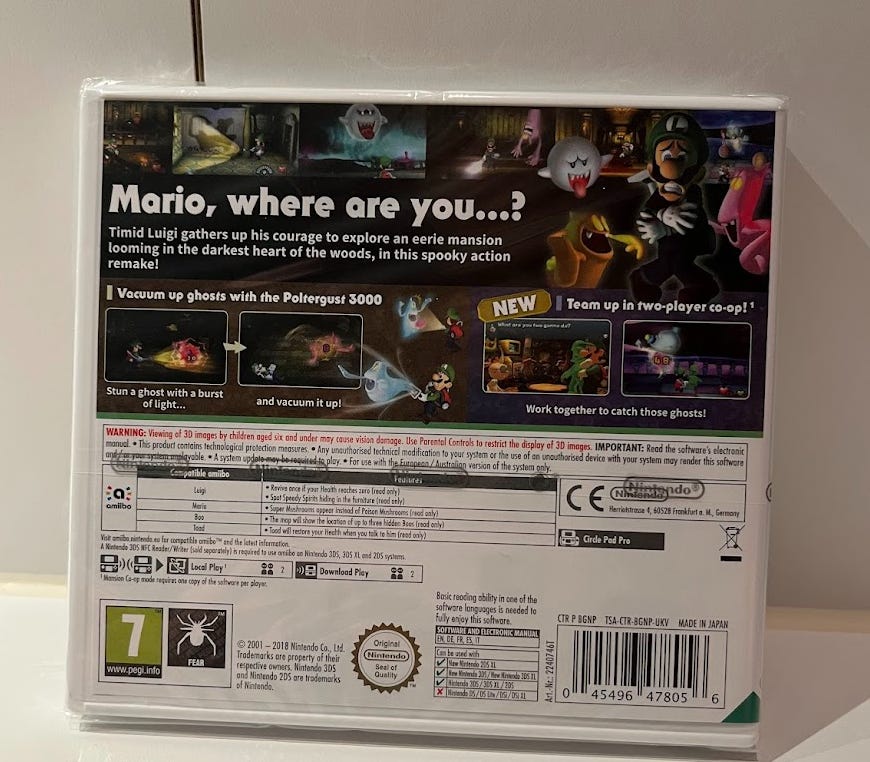 Mario, where are you...?
Timid Luigi gathers up his courage to explore an eerie mansion
looming in the darkest heart of the woods, in this spooky action
remake!
Vacuum up ghosts with the Poltergust 3000
NEW
Team up in two-player co-op! 1
What are you two gonna do?
Stun a ghost with a burst
of light...
and vacuum it up!
Work together to catch those ghosts!
WARNING: Viewing of 3D images by children aged six and under may cause vision damage. Use Parental Controls to restrict the display of 3D images. IMPORTANT: Read the software's electronic
manual. • This product contains technological protection measures. • Any unauthorised technical modification to your system or the use of an unauthorised device with your system may render this software
and/or your system unplayable. • A system update may be required to play. • For use with the European / Australian version of the system only.
Nintendo
Nintendo
Nintendo
Nintendo®
Compatible amiibo
Features
amiibo
Luigi
• Revive once if your Health reaches zero (read only)
• Spot Speedy Spirits hiding in the furniture (read only)
Mario
• Super Mushrooms appear instead of Poison Mushrooms (read only)
Boo
• The map will show the location of up to three hidden Boos (read only)
Toad
• Toad will restore your Health when you talk to him (read only)
CE
Nintendo
Herriotstraße 4, 60528 Frankfurt a. M., Germany
Circle Pad Pro
Visit amiibo.nintendo.eu for compatible amiibo™ and the latest information.
A Nintendo 3DS NFC Reader/Writer (sold separately) is required to use amiibo on Nintendo 3DS, 3DS XL and 2DS systems.
Local Play 1
2
Download Play
2
1 Mansion Co-op mode requires one copy of the software per player.
7
www.pegi.info
FEAR
TM
© 2001 – 2018 Nintendo Co., Ltd.
Trademarks are property of their
respective owners. Nintendo 3DS
and Nintendo 2DS are trademarks
of Nintendo.
Original
Nintendo
Seal of
Quality
TM
Basic reading ability in one of the
software languages is needed to
fully enjoy this software.
SOFTWARE AND ELECTRONIC MANUAL
EN, DE, FR, ES, IT
Can be used with
New Nintendo 2DS XL
New Nintendo 3DS/New Nintendo 3DS XL
Nintendo 3DS/3DS XL/2DS
Nintendo DS/DS Lite/DSi/DSi XL
Art.-Nr.: 2240746T
CTR P BGNP TSA-CTR-BGNP-UKV MADE IN JAPAN
0 45496 47805 6